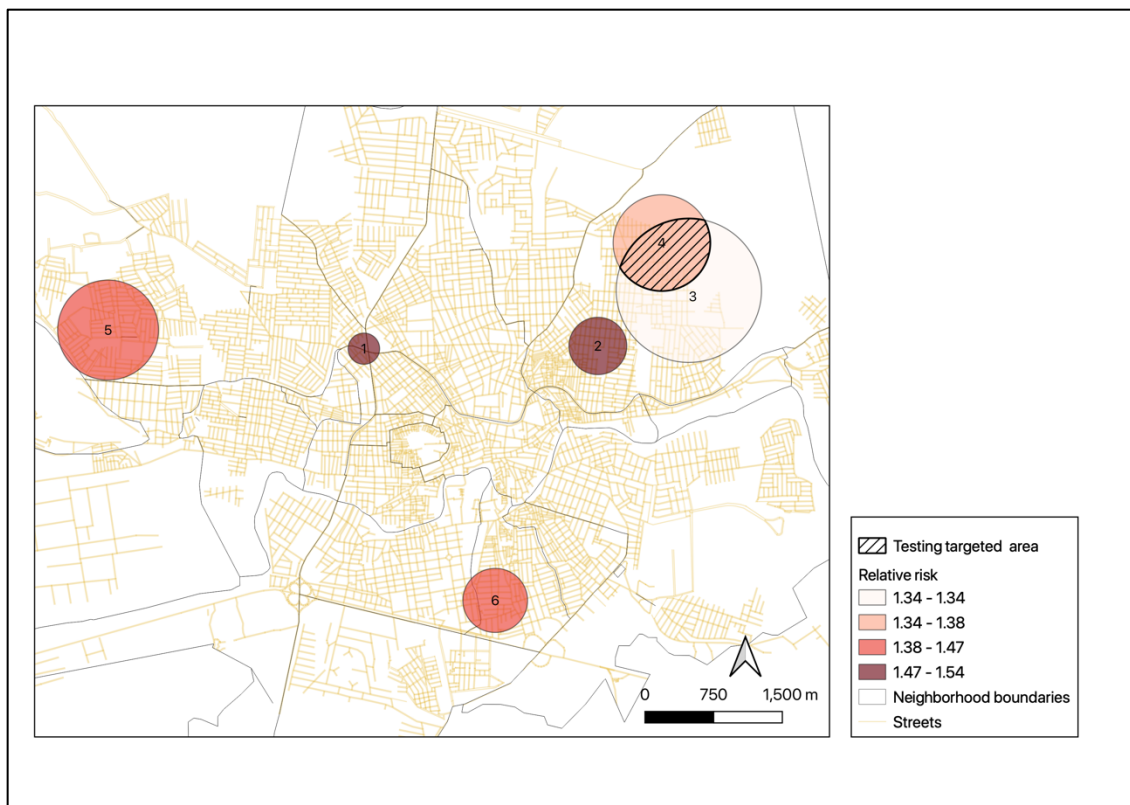 4
3
5
1
2
6
0 750 1,500 m
Testing targeted area
Relative risk
1.34 - 1.34
1.34 - 1.38
1.38 - 1.47
1.47 - 1.54
Neighborhood boundaries
Streets